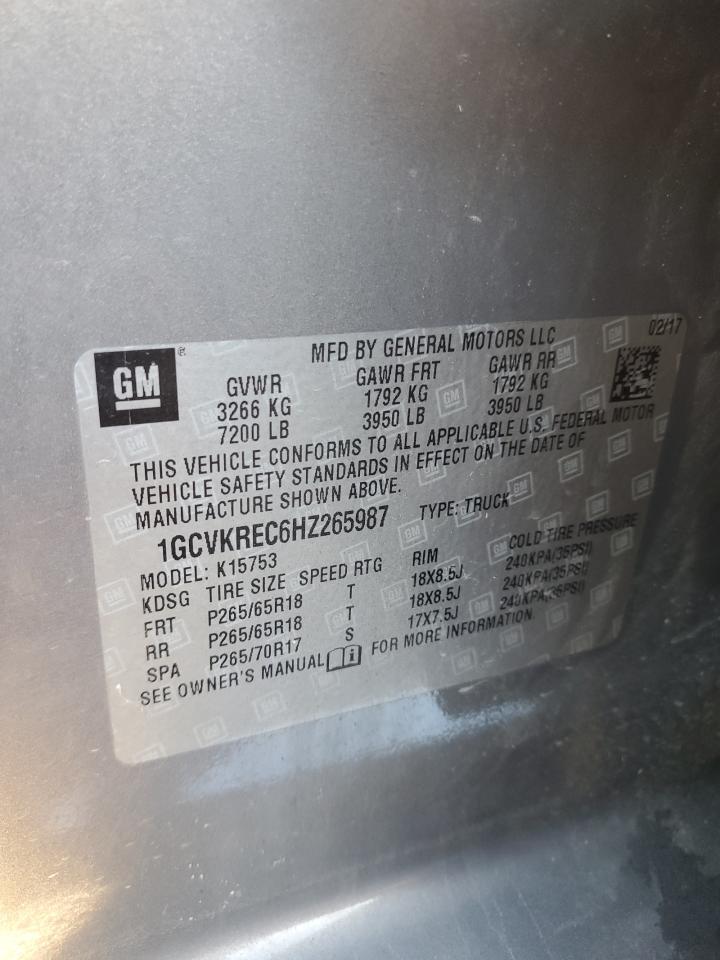 02/17
GM
MFD BY GENERAL MOTORS LLC
GVWR GAWR FRT GAWR RR
3266 KG 1792 KG 1792 KG
7200 LB 3950 LB 3950 LB
THIS VEHICLE CONFORMS TO ALL APPLICABLE U.S. FEDERAL MOTOR
VEHICLE SAFETY STANDARDS IN EFFECT ON THE DATE OF
MANUFACTURE SHOWN ABOVE.
1GCVKREC6HZ265987 TYPE: TRUCK
MODEL: K15753
KDSG TIRE SIZE SPEED RTG RIM COLD TIRE PRESSURE
FRT P265/65R18 T 18X8.5J 240KPA(35PSI)
RR P265/65R18 T 18X8.5J 240KPA(35PSI)
SPA P265/70R17 S 17X7.5J 240KPA(35PSI)
SEE OWNER'S MANUAL FOR MORE INFORMATION.